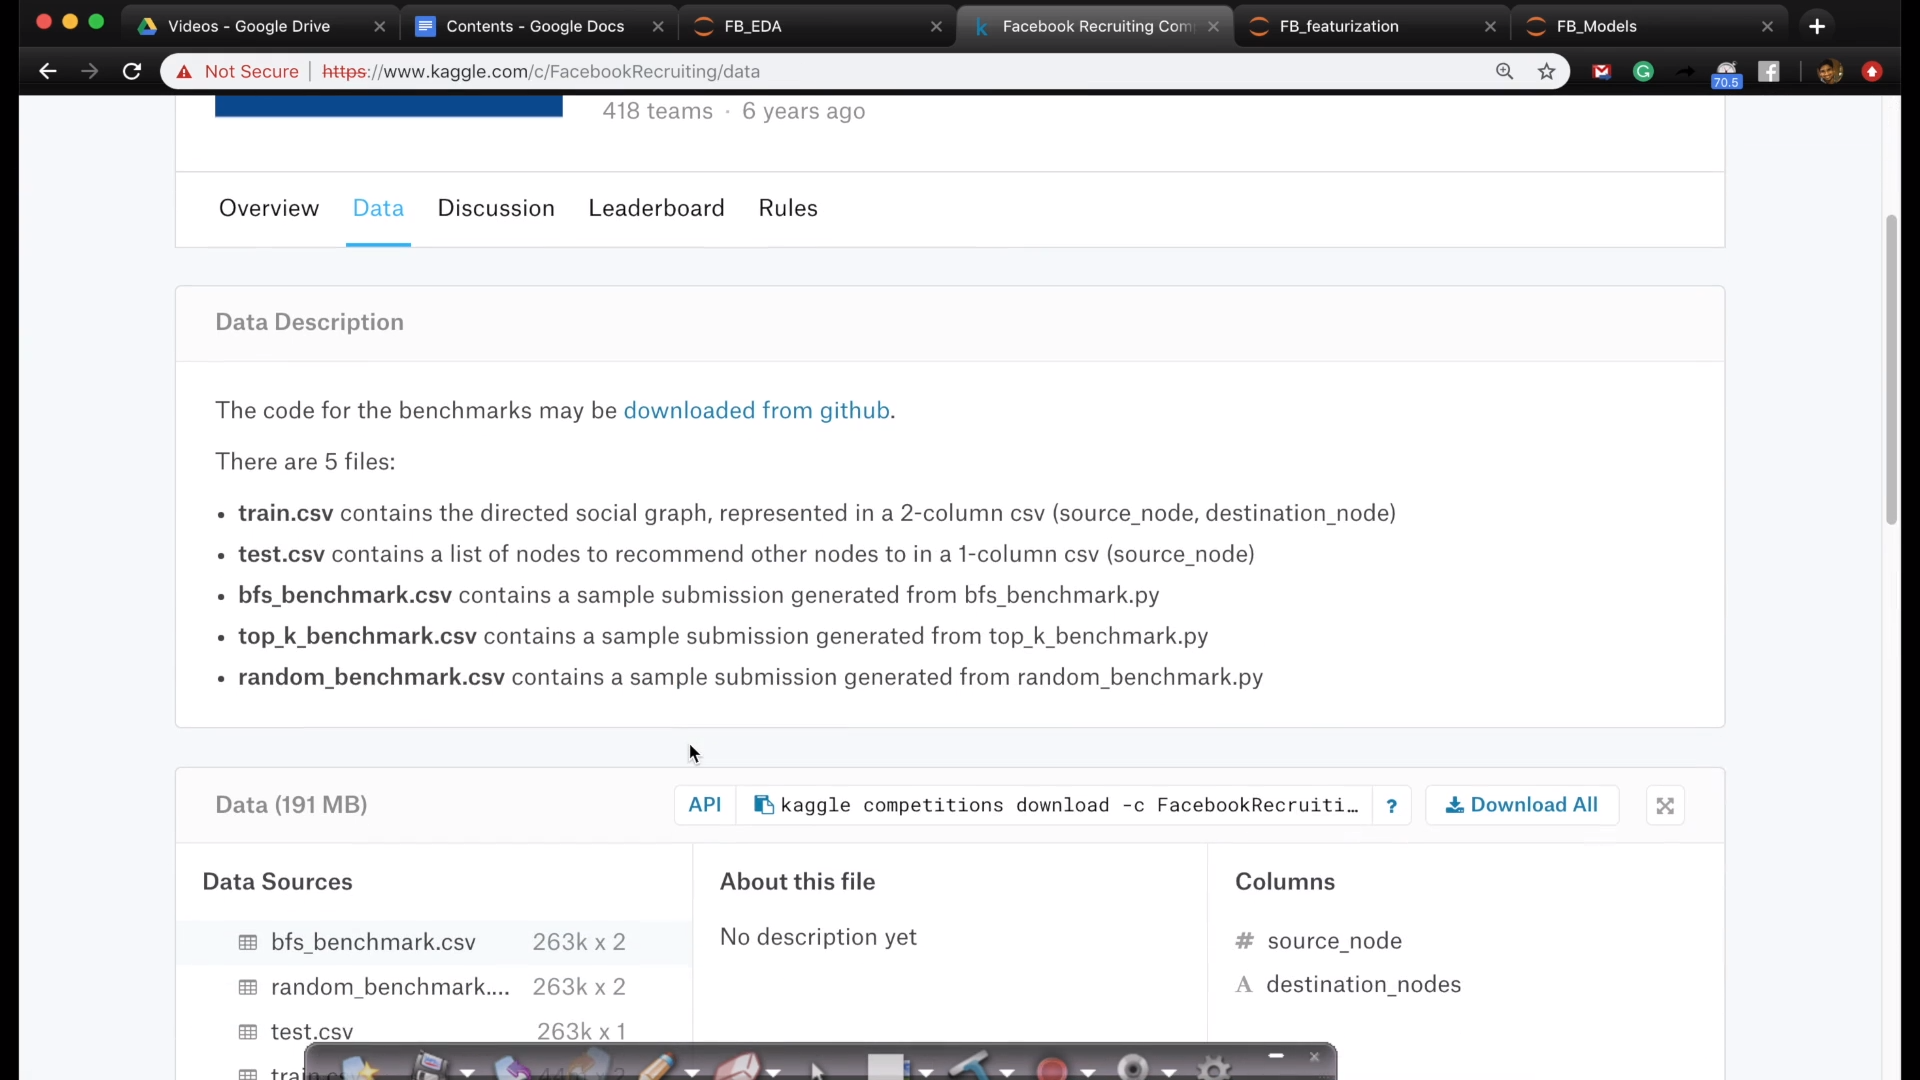 Videos - Google Drive
Contents - Google Docs
FB_EDA
Facebook Recruiting Com
FB_featurization
FB_Models
Not Secure | https://www.kaggle.com/c/FacebookRecruiting/data
70.5
418 teams · 6 years ago
Overview Data Discussion Leaderboard Rules
Data Description
The code for the benchmarks may be downloaded from github.
There are 5 files:
• train.csv contains the directed social graph, represented in a 2-column csv (source_node, destination_node)
• test.csv contains a list of nodes to recommend other nodes to in a 1-column csv (source_node)
• bfs_benchmark.csv contains a sample submission generated from bfs_benchmark.py
• top_k_benchmark.csv contains a sample submission generated from top_k_benchmark.py
• random_benchmark.csv contains a sample submission generated from random_benchmark.py
Data (191 MB)
API kaggle competitions download -c FacebookRecruiti… ? Download All
Data Sources
About this file
Columns
bfs_benchmark.csv 263k x 2
No description yet
# source_node
random_benchmark.... 263k x 2
A destination_nodes
test.csv 263k x 1